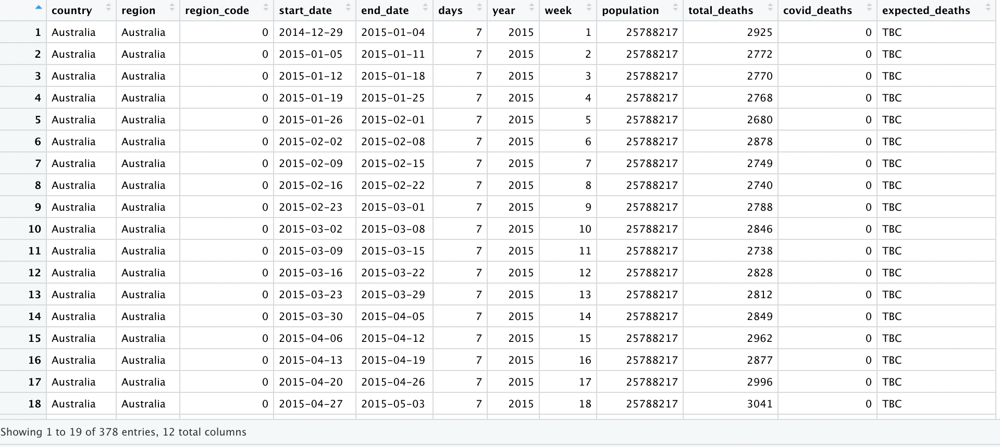 country region region_code start_date end_date days year week population total_deaths covid_deaths expected_deaths
1 Australia Australia 0 2014-12-29 2015-01-04 7 2015 1 25788217 2925 0 TBC
2 Australia Australia 0 2015-01-05 2015-01-11 7 2015 2 25788217 2772 0 TBC
3 Australia Australia 0 2015-01-12 2015-01-18 7 2015 3 25788217 2770 0 TBC
4 Australia Australia 0 2015-01-19 2015-01-25 7 2015 4 25788217 2768 0 TBC
5 Australia Australia 0 2015-01-26 2015-02-01 7 2015 5 25788217 2680 0 TBC
6 Australia Australia 0 2015-02-02 2015-02-08 7 2015 6 25788217 2878 0 TBC
7 Australia Australia 0 2015-02-09 2015-02-15 7 2015 7 25788217 2749 0 TBC
8 Australia Australia 0 2015-02-16 2015-02-22 7 2015 8 25788217 2740 0 TBC
9 Australia Australia 0 2015-02-23 2015-03-01 7 2015 9 25788217 2788 0 TBC
10 Australia Australia 0 2015-03-02 2015-03-08 7 2015 10 25788217 2846 0 TBC
11 Australia Australia 0 2015-03-09 2015-03-15 7 2015 11 25788217 2738 0 TBC
12 Australia Australia 0 2015-03-16 2015-03-22 7 2015 12 25788217 2828 0 TBC
13 Australia Australia 0 2015-03-23 2015-03-29 7 2015 13 25788217 2812 0 TBC
14 Australia Australia 0 2015-03-30 2015-04-05 7 2015 14 25788217 2849 0 TBC
15 Australia Australia 0 2015-04-06 2015-04-12 7 2015 15 25788217 2962 0 TBC
16 Australia Australia 0 2015-04-13 2015-04-19 7 2015 16 25788217 2877 0 TBC
17 Australia Australia 0 2015-04-20 2015-04-26 7 2015 17 25788217 2996 0 TBC
18 Australia Australia 0 2015-04-27 2015-05-03 7 2015 18 25788217 3041 0 TBC
Showing 1 to 19 of 378 entries, 12 total columns